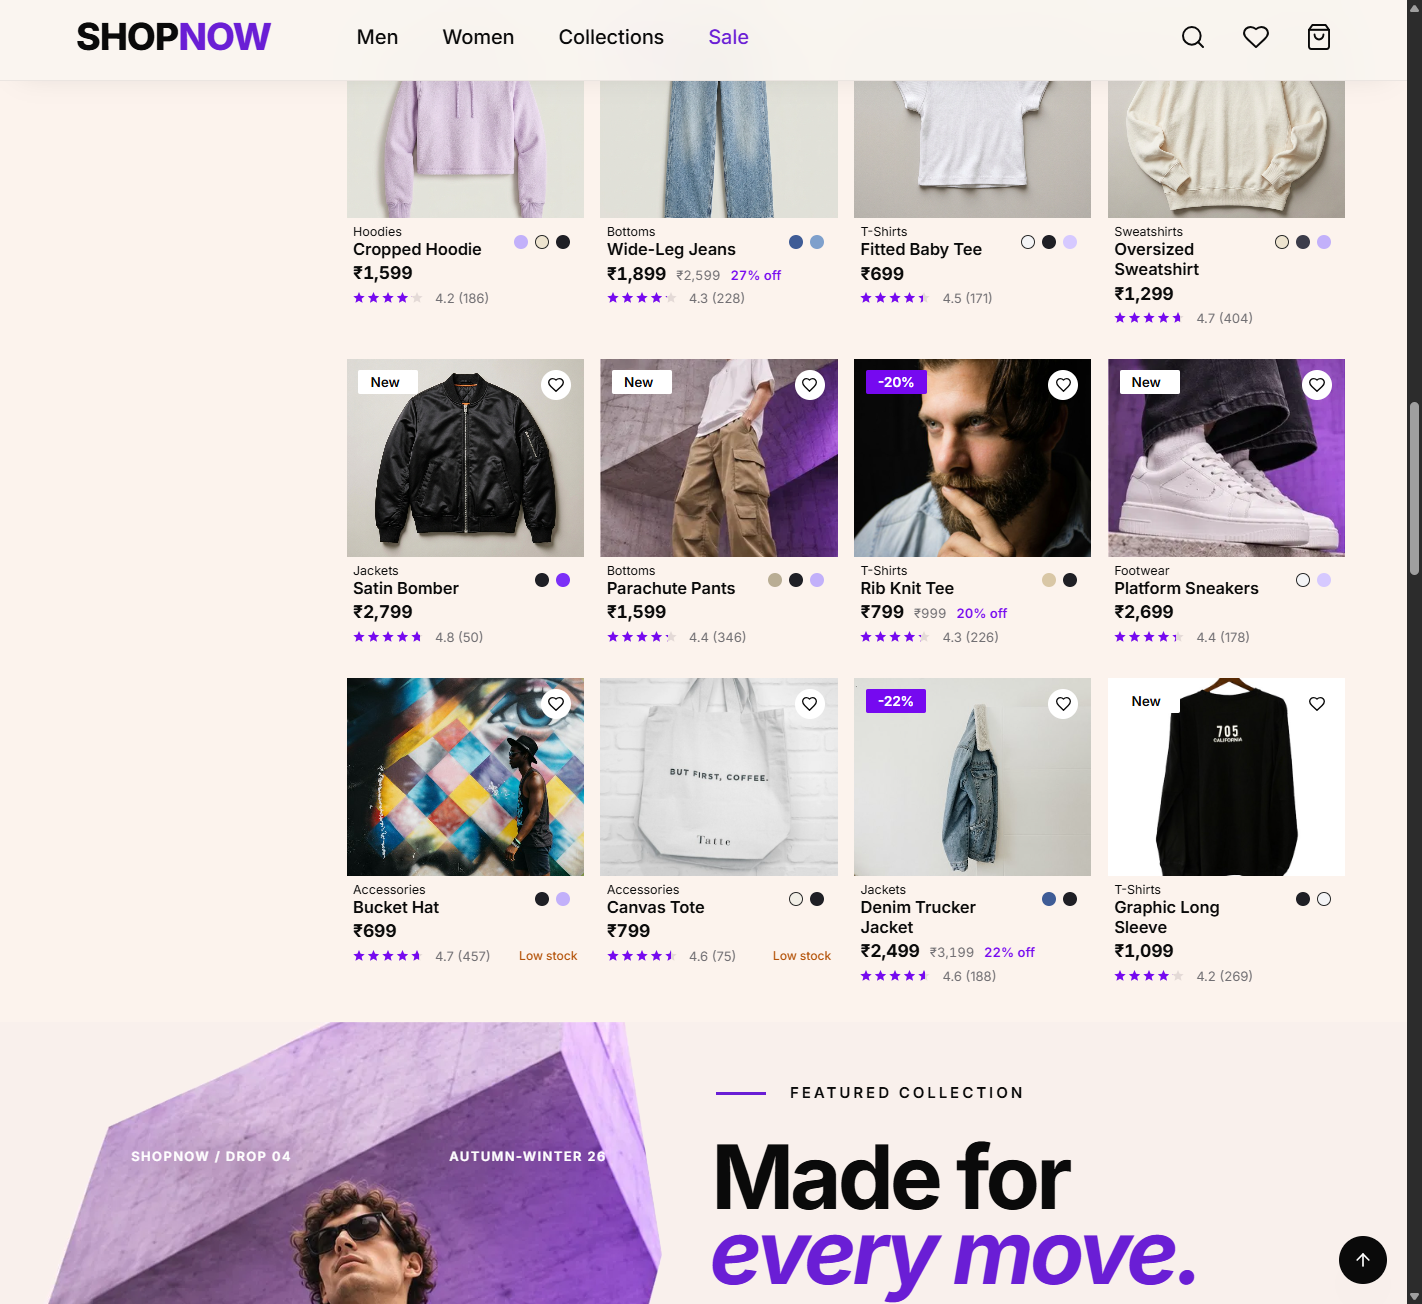 SHOPNOW Men Women Collections Sale
Hoodies
Cropped Hoodie
₹1,599
4.2 (186)
Bottoms
Wide-Leg Jeans
₹1,899 ₹2,599 27% off
4.3 (228)
T-Shirts
Fitted Baby Tee
₹699
4.5 (171)
Sweatshirts
Oversized
Sweatshirt
₹1,299
4.7 (404)
New
Jackets
Satin Bomber
₹2,799
4.8 (50)
New
Bottoms
Parachute Pants
₹1,599
4.4 (346)
-20%
T-Shirts
Rib Knit Tee
₹799 ₹999 20% off
4.3 (226)
New
Footwear
Platform Sneakers
₹2,699
4.4 (178)
Accessories
Bucket Hat
₹699
4.7 (457) Low stock
BUT FIRST, COFFEE.
Tatte
Accessories
Canvas Tote
₹799
4.6 (75) Low stock
-22%
Jackets
Denim Trucker
Jacket
₹2,499 ₹3,199 22% off
4.6 (188)
New
705
CALIFORNIA
T-Shirts
Graphic Long
Sleeve
₹1,099
4.2 (269)
SHOPNOW / DROP 04
AUTUMN-WINTER 26
FEATURED COLLECTION
Made for
every move.